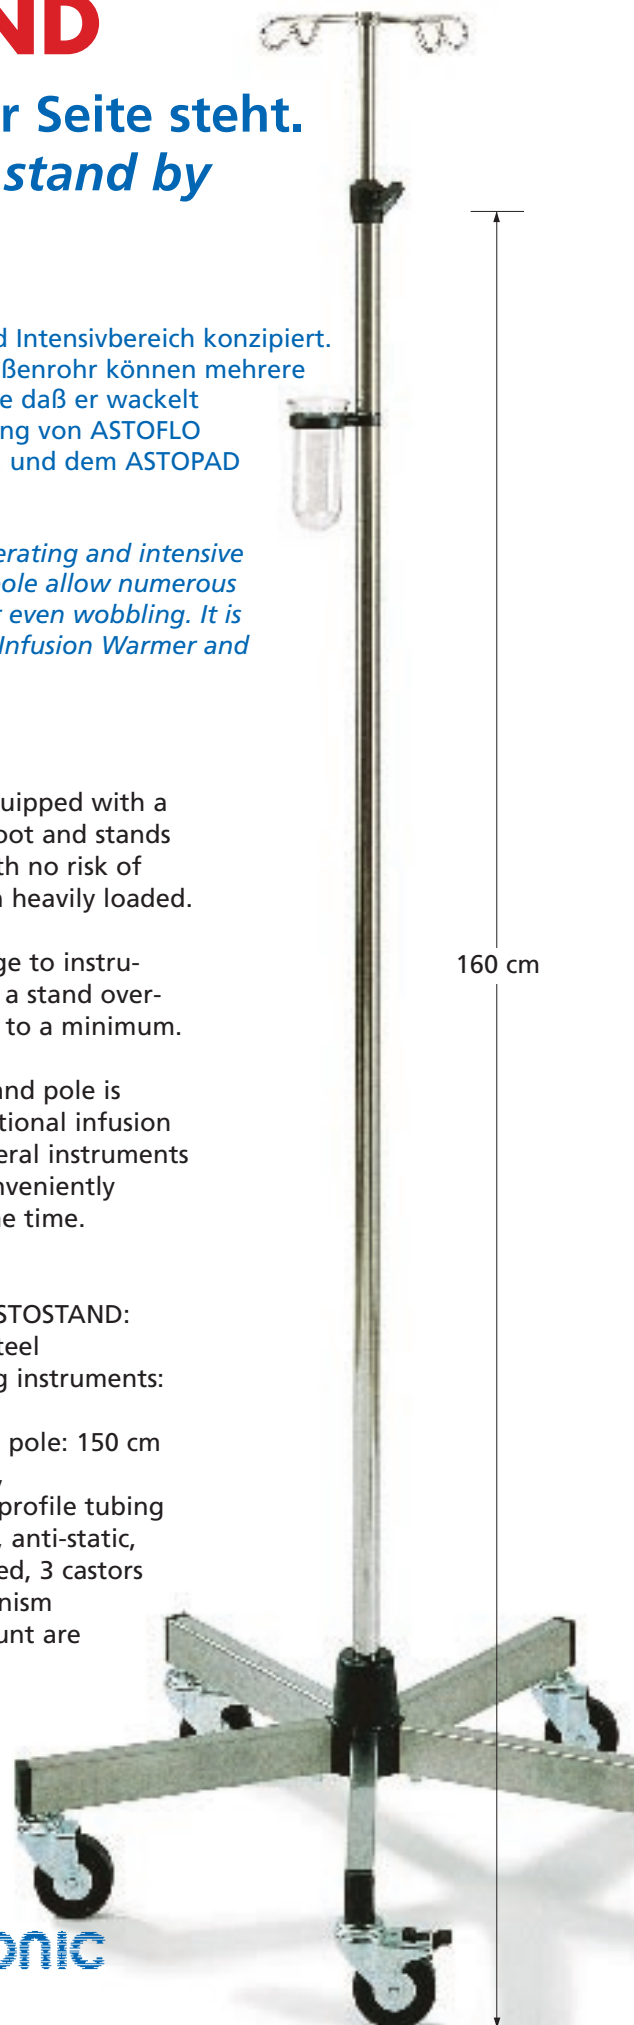 ND
r Seite steht.
stand by
d Intensivbereich konzipiert.
ßenrohr können mehrere
e daß er wackelt
ng von ASTOFLO
und dem ASTOPAD
erating and intensive
pole allow numerous
r even wobbling. It is
Infusion Warmer and
uipped with a
oot and stands
th no risk of
n heavily loaded.
ge to instru-
a stand over-
to a minimum.
160 cm
and pole is
tional infusion
eral instruments
nveniently
ne time.
STOSTAND:
teel
g instruments:
pole: 150 cm
,
profile tubing
, anti-static,
ed, 3 castors
nism
unt are
onic